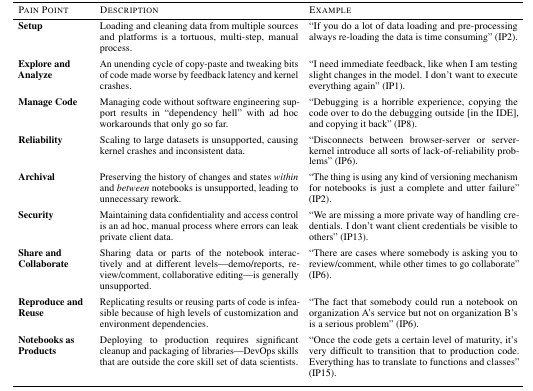 PAIN POINT DESCRIPTION EXAMPLE
Setup Loading and cleaning data from multiple sources “If you do a lot of data loading and pre-processing
and platforms is a tortuous, multi-step, manual always re-loading the data is time consuming” (IP2).
process.
Explore and An unending cycle of copy-paste and tweaking bits “I need immediate feedback, like when I am testing
Analyze of code made worse by feedback latency and kernel slight changes in the model. I don’t want to execute
crashes. everything again” (IP1).
Manage Code Managing code without software engineering sup- “Debugging is a horrible experience, copying the
port results in “dependency hell” with ad hoc code over to do the debugging outside [in the IDE],
workarounds that only go so far. and copying it back” (IP8).
Reliability Scaling to large datasets is unsupported, causing “Disconnects between browser-server or server-
kernel crashes and inconsistent data. kernel introduce all sorts of lack-of-reliability prob-
lems” (IP6).
Archival Preserving the history of changes and states within “The thing is using any kind of versioning mechanism
and between notebooks is unsupported, leading to for notebooks is just a complete and utter failure”
unnecessary rework. (IP2).
Security Maintaining data confidentiality and access control “We are missing a more private way of handling cre-
is an ad hoc, manual process where errors can leak dentials. I don’t want client credentials be visible to
private client data. others” (IP13).
Share and Sharing data or parts of the notebook interac- “There are cases where somebody is asking you to
Collaborate tively and at different levels—demo/reports, re- review/comment, while other times to go collaborate”
view/comment, collaborative editing—is generally (IP6).
unsupported.
Reproduce and Replicating results or reusing parts of code is infea- “The fact that somebody could run a notebook on
Reuse sible because of high levels of customization and organization A’s service but not on organization B’s
environment dependencies. is a serious problem” (IP6).
Notebooks as Deploying to production requires significant “Once the code gets a certain level of maturity, it’s
Products cleanup and packaging of libraries—DevOps skills very difficult to transition that to production code.
that are outside the core skill set of data scientists. Everything has to translate to functions and classes”
(IP15).